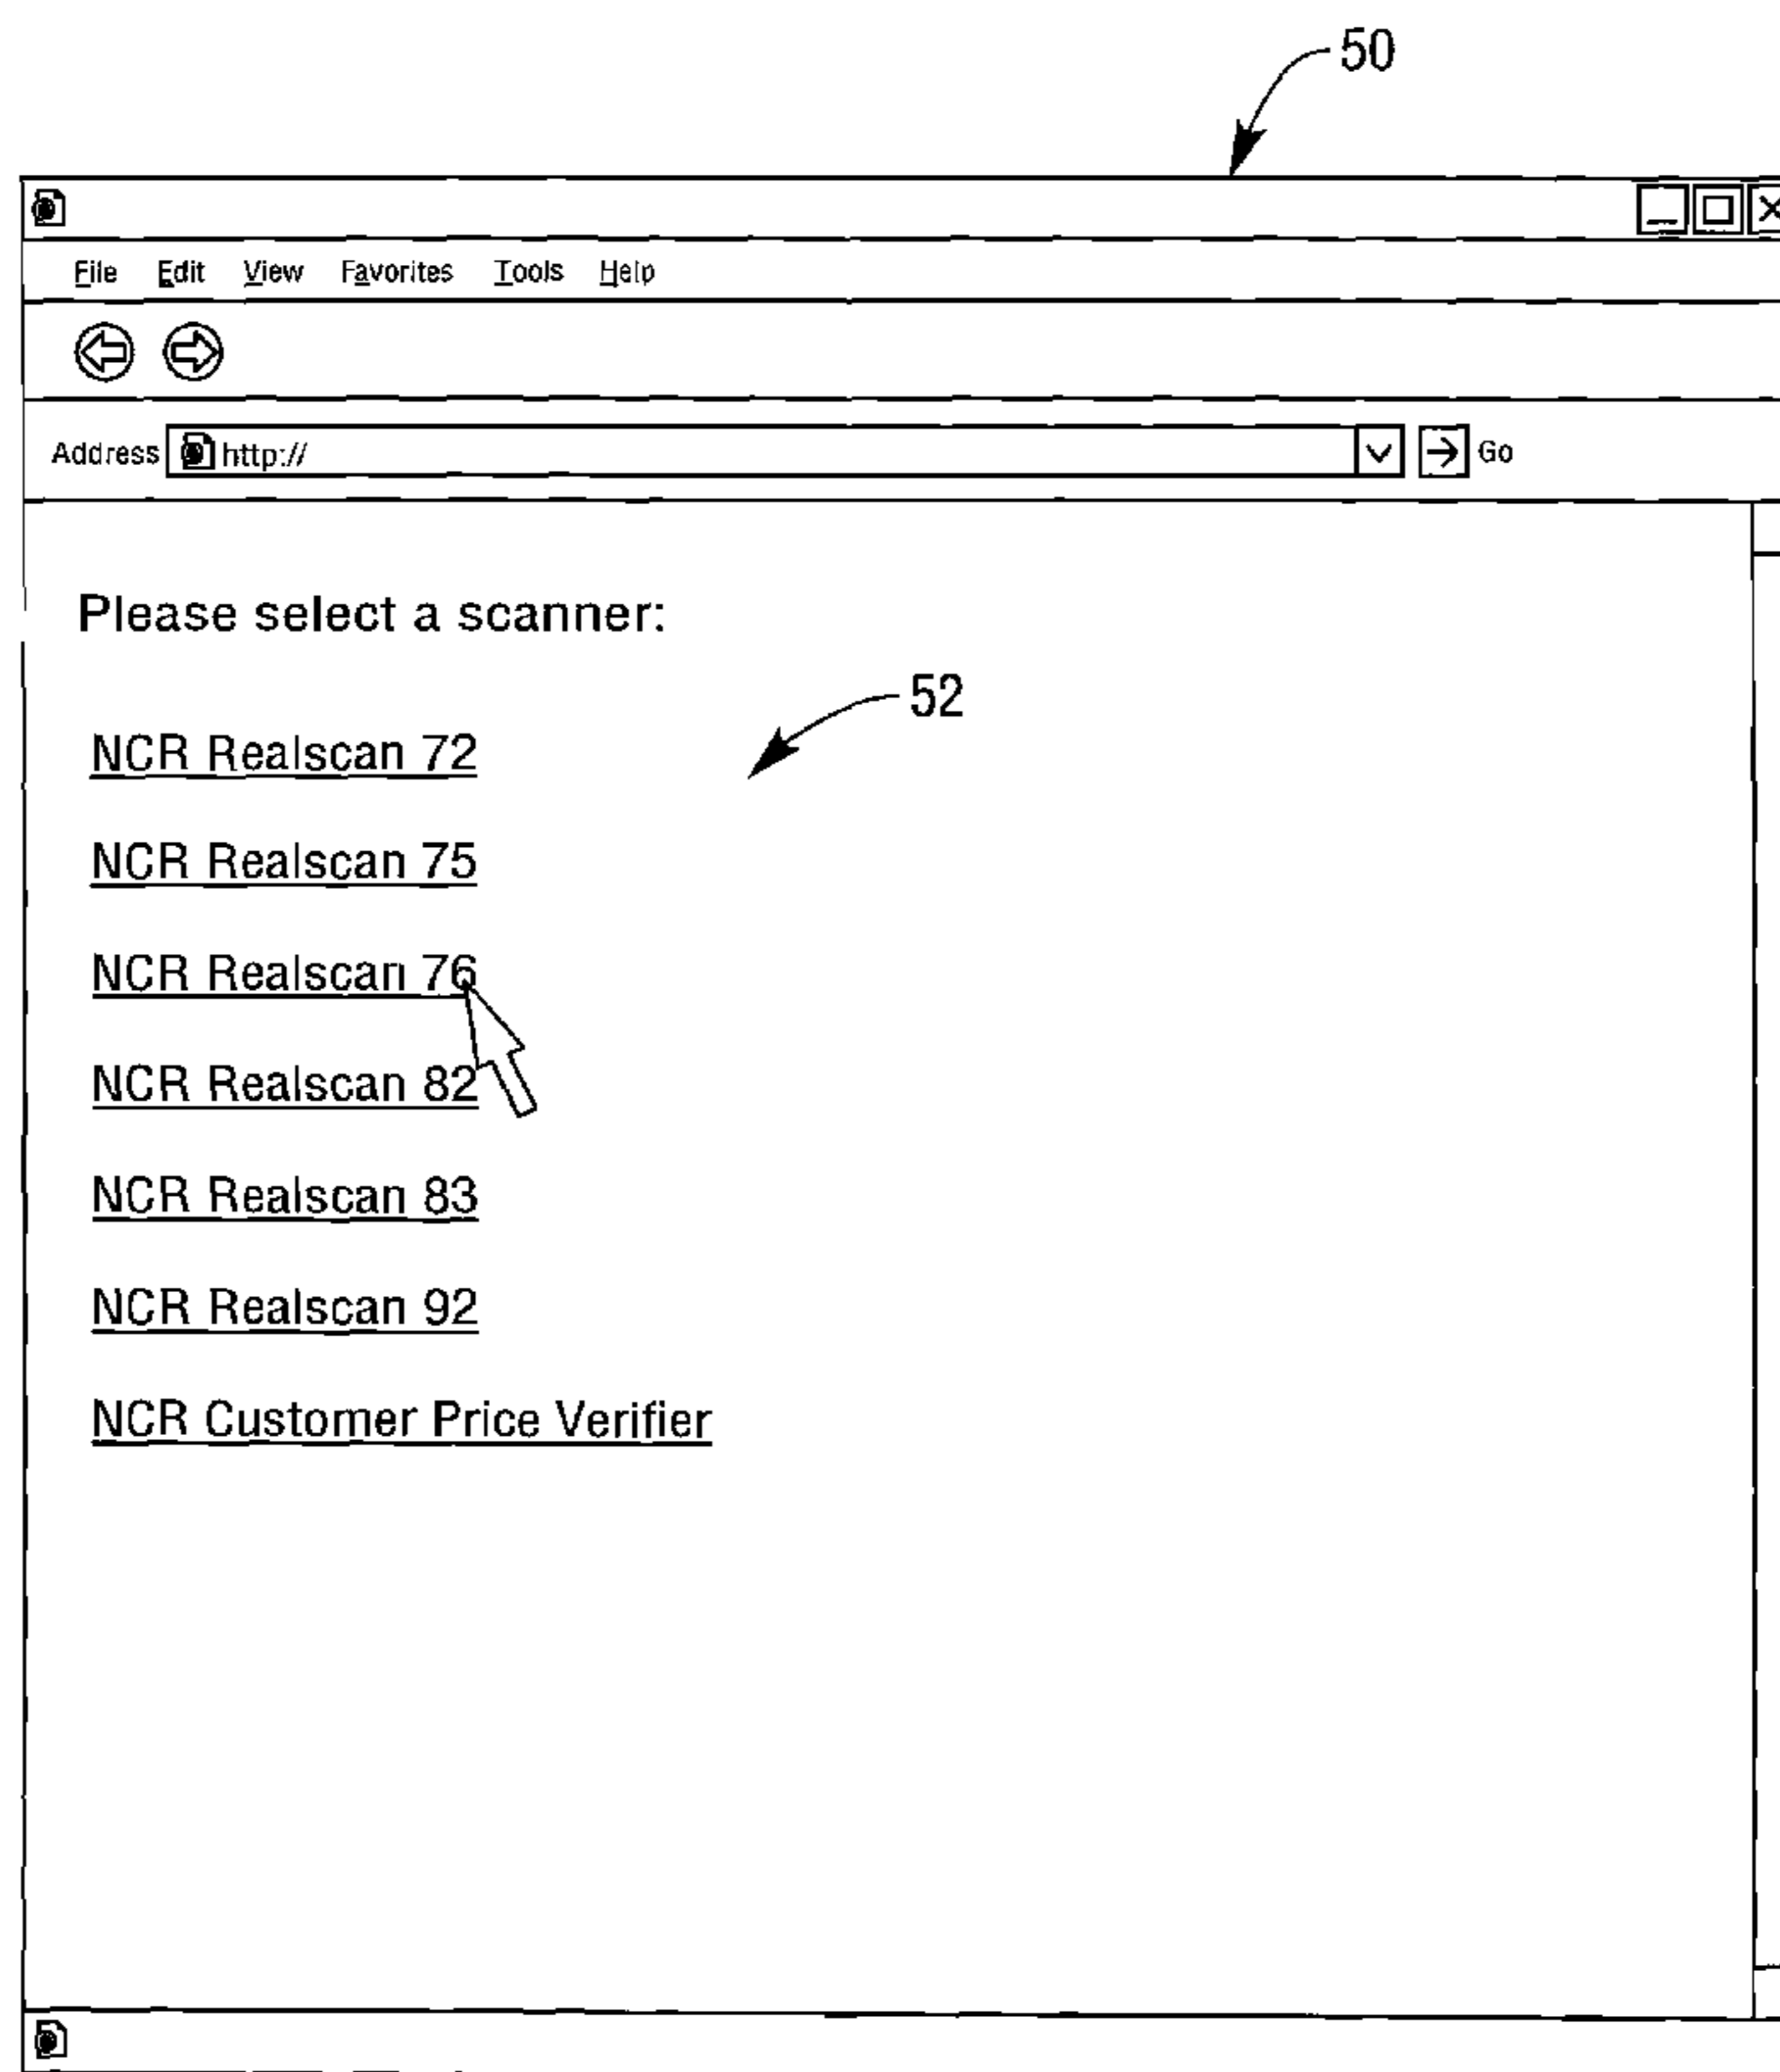 50
File Edit View Favorites Tools Help
Address http:// Go
Please select a scanner:
52
NCR Realscan 72
NCR Realscan 75
NCR Realscan 76
NCR Realscan 82
NCR Realscan 83
NCR Realscan 92
NCR Customer Price Verifier